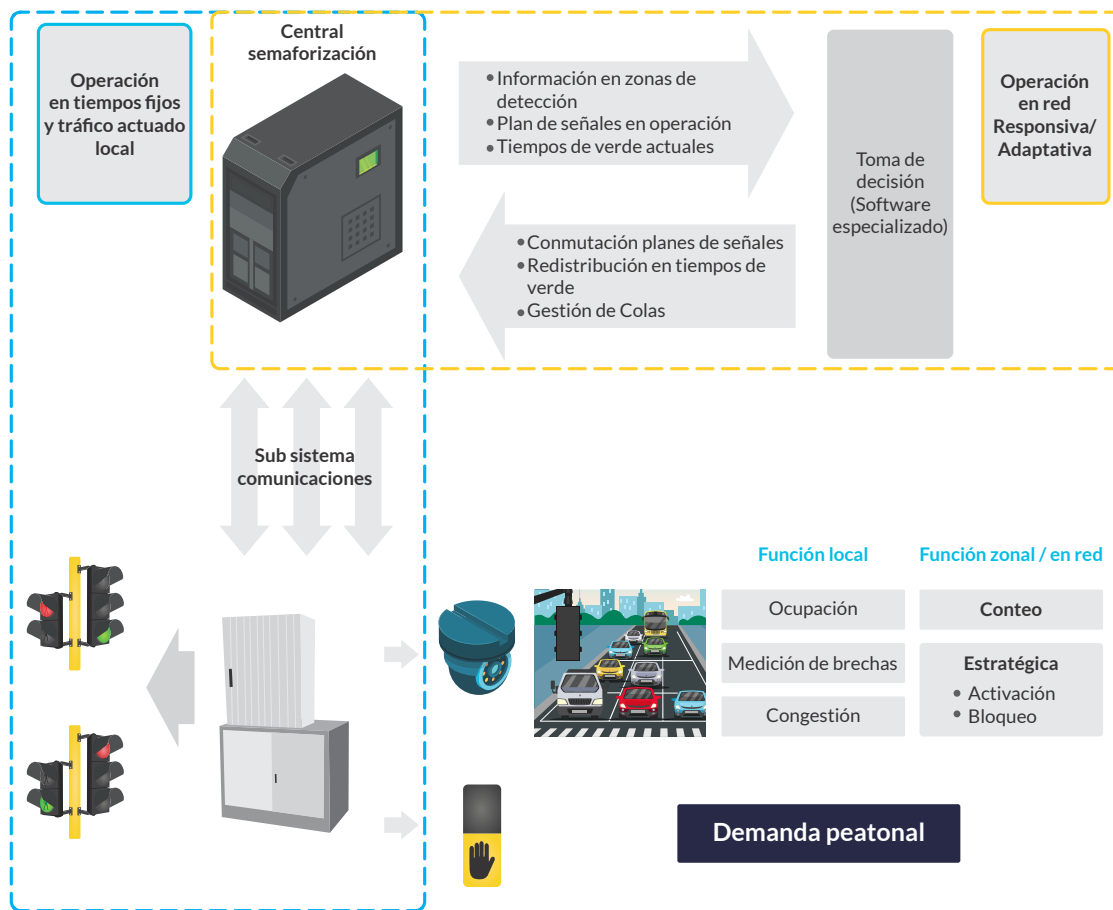 Operación
en tiempos fijos
y tráfico actuado
local
Central
semaforización
• Información en zonas de
detección
• Plan de señales en operación
• Tiempos de verde actuales
• Conmutación planes de señales
• Redistribución en tiempos de
verde
• Gestión de Colas
Toma de
decisión
(Software
especializado)
Operación
en red
Responsiva/
Adaptativa
Sub sistema
comunicaciones
Función local
Ocupación
Medición de brechas
Congestión
Función zonal / en red
Conteo
Estratégica
• Activación
• Bloqueo
Demanda peatonal